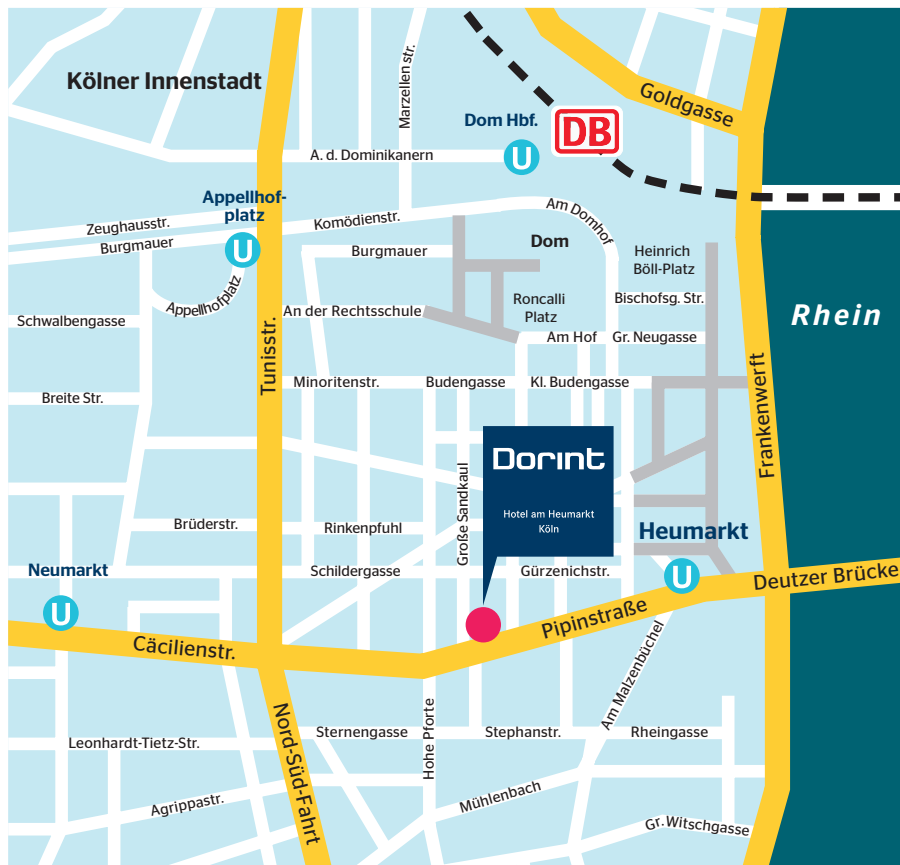 Kölner Innenstadt
Marzellen str.
Goldgasse
Dom Hbf.
DB
U
A. d. Dominikanern
Appellhof-
platz
U
Zeughausstr.
Burgmauer
Komödienstr.
Am Domhof
Dom
Burgmauer
Heinrich
Böll-Platz
Appellhofplatz
An der Rechtsschule
Roncalli
Platz
Bischofsg. Str.
Rhein
Schwalbengasse
Am Hof
Gr. Neugasse
Tunisstr.
Minoritenstr.
Budengasse
Kl. Budengasse
Frankenwerft
Breite Str.
Dorint
Hotel am Heumarkt
Köln
Große Sandkaul
Brüderstr.
Rinkenpfuhl
Heumarkt
U
Neumarkt
U
Schildergasse
Gürzenichstr.
Deutzer Brücke
Pipinstraße
Cäcilienstr.
Am Malzenbüchel
Nord-Süd-Fahrt
Hohe Pforte
Sternengasse
Stephanstr.
Rheingasse
Leonhardt-Tietz-Str.
Agrippastr.
Mühlenbach
Gr. Witschgasse